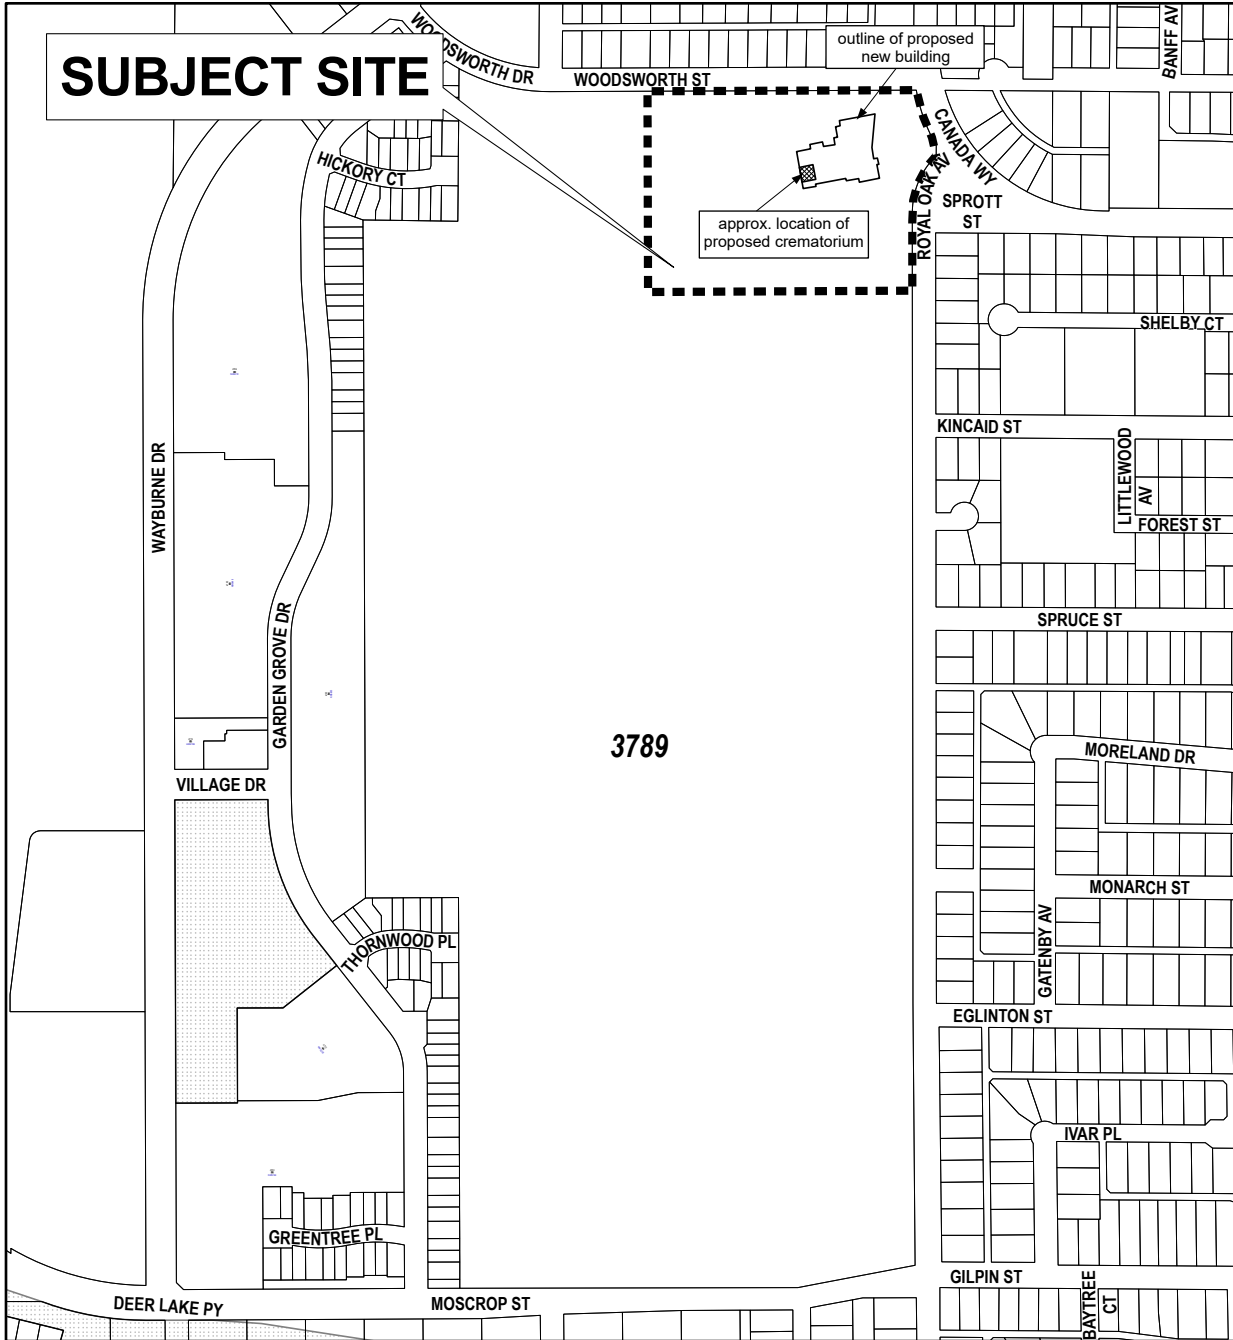 WOODSWORTH DR
SUBJECT SITE
outline of proposed
new building
BANFF AV
WOODSWORTH ST
CANADA WY
HICKORY CT
ROYAL OAK AV
SPROTT
ST
approx. location of
proposed crematorium
SHELBY CT
KINCAID ST
LITTLEWOOD
AV
WAYBURNE DR
FOREST ST
SPRUCE ST
GARDEN GROVE DR
3789
MORELAND DR
VILLAGE DR
MONARCH ST
THORNWOOD PL
GATENBY AV
EGLINTON ST
IVAR PL
GREENTREE PL
GILPIN ST
BAYTREE
CT
DEER LAKE PY
MOSCROP ST